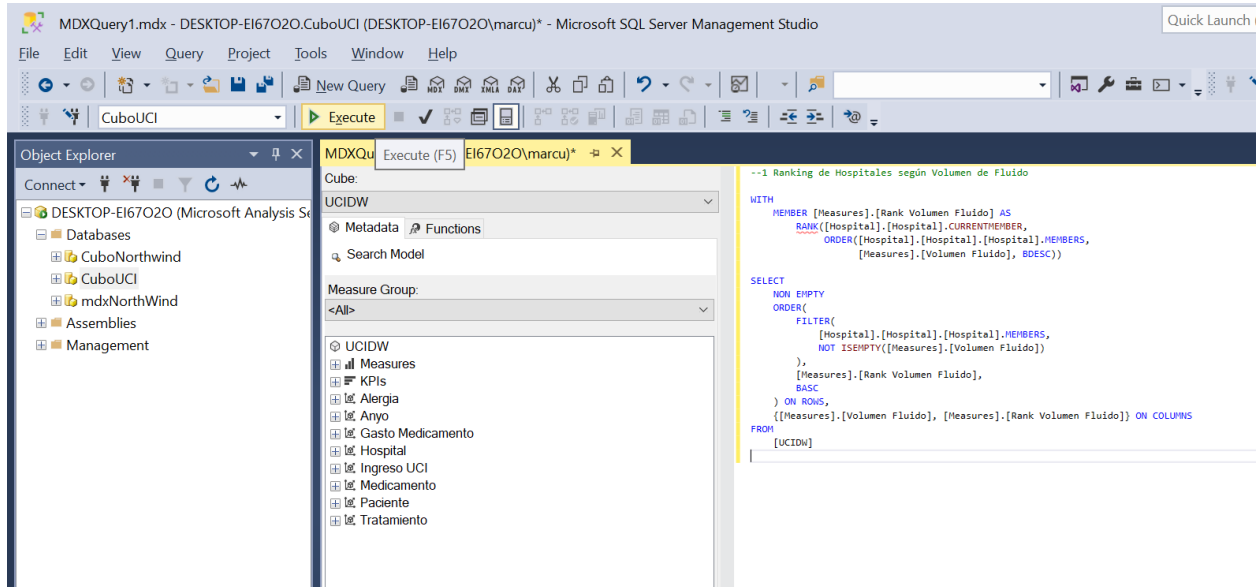 MDXQuery1.mdx - DESKTOP-EI67O2O.CuboUCI (DESKTOP-EI67O2O\marcu)* - Microsoft SQL Server Management Studio
Quick Launch
File Edit View Query Project Tools Window Help
New Query MDX DMX XMLA DAX
CuboUCI Execute
Object Explorer
MDXQu Execute (F5) EI67O2O\marcu)*
Connect
DESKTOP-EI67O2O (Microsoft Analysis Se
Databases
CuboNorthwind
CuboUCI
mdxNorthWind
Assemblies
Management
Cube:
UCIDW
Metadata Functions
Search Model
Measure Group:
<All>
UCIDW
Measures
KPIs
Alergia
Anyo
Gasto Medicamento
Hospital
Ingreso UCI
Medicamento
Paciente
Tratamiento
--1 Ranking de Hospitales según Volumen de Fluido
WITH
MEMBER [Measures].[Rank Volumen Fluido] AS
RANK([Hospital].[Hospital].CURRENTMEMBER,
ORDER([Hospital].[Hospital].[Hospital].MEMBERS,
[Measures].[Volumen Fluido], BDESC))
SELECT
NON EMPTY
ORDER(
FILTER(
[Hospital].[Hospital].[Hospital].MEMBERS,
NOT ISEMPTY([Measures].[Volumen Fluido])
),
[Measures].[Rank Volumen Fluido],
BASC
) ON ROWS,
{[Measures].[Volumen Fluido], [Measures].[Rank Volumen Fluido]} ON COLUMNS
FROM
[UCIDW]